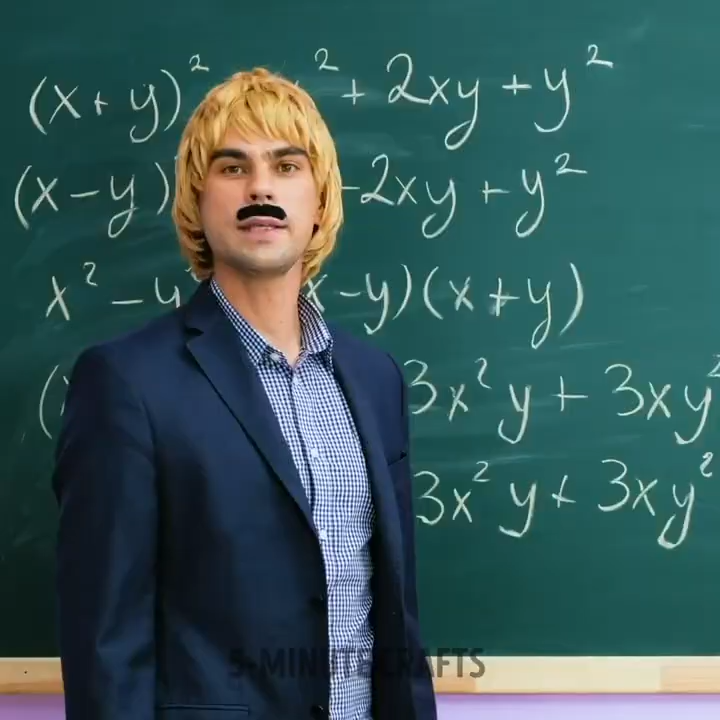 (x + y)² ² + 2xy + y²
(x - y) - 2xy + y²
x² - y x - y)(x + y)
( 3x²y + 3xy²
3x²y + 3xy²
5-MINUTE CRAFTS